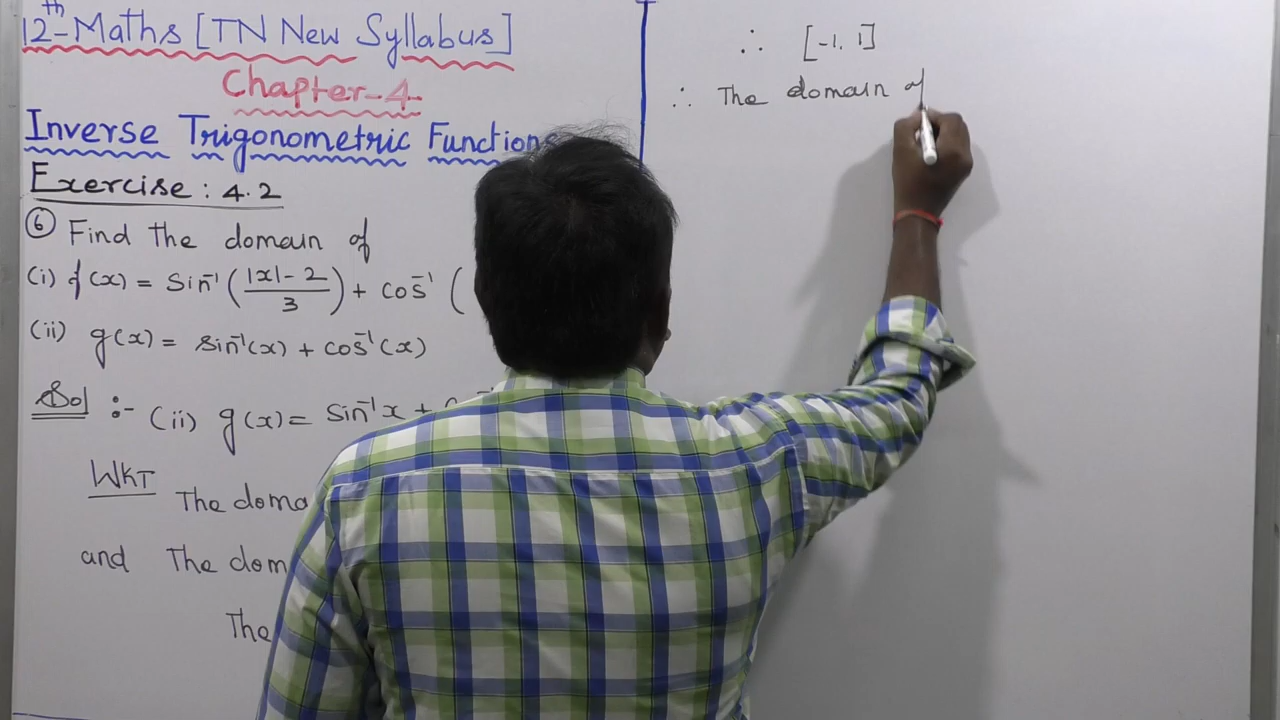 12th-Maths [TN New Syllabus]
Chapter-4
Inverse Trigonometric Function
Exercise : 4.2
⑥ Find the domain of
(i) f(x) = Sin⁻¹(|x|-2/3) + cos⁻¹(
(ii) g(x) = sin⁻¹(x) + cos⁻¹(x)
Sol :- (ii) g(x) = sin⁻¹x +
WKT The doma
and The dom
The
∴ [-1, 1]
∴ The domain of